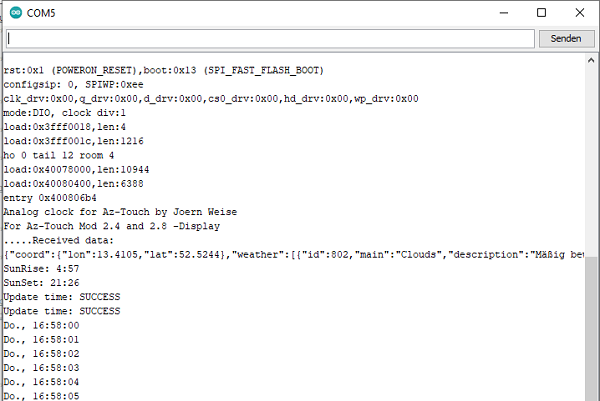 COM5
Senden
rst:0x1 (POWERON_RESET),boot:0x13 (SPI_FAST_FLASH_BOOT)
configsip: 0, SPIWP:0xee
clk_drv:0x00,q_drv:0x00,d_drv:0x00,cs0_drv:0x00,hd_drv:0x00,wp_drv:0x00
mode:DIO, clock div:1
load:0x3fff0018,len:4
load:0x3fff001c,len:1216
ho 0 tail 12 room 4
load:0x40078000,len:10944
load:0x40080400,len:6388
entry 0x400806b4
Analog clock for Az-Touch by Joern Weise
For Az-Touch Mod 2.4 and 2.8 -Display
.....Received data:
{"coord":{"lon":13.4105,"lat":52.5244},"weather":[{"id":802,"main":"Clouds","description":"Mäßig
SunRise: 4:57
SunSet: 21:26
Update time: SUCCESS
Update time: SUCCESS
Do., 16:58:00
Do., 16:58:01
Do., 16:58:02
Do., 16:58:03
Do., 16:58:04
Do., 16:58:05